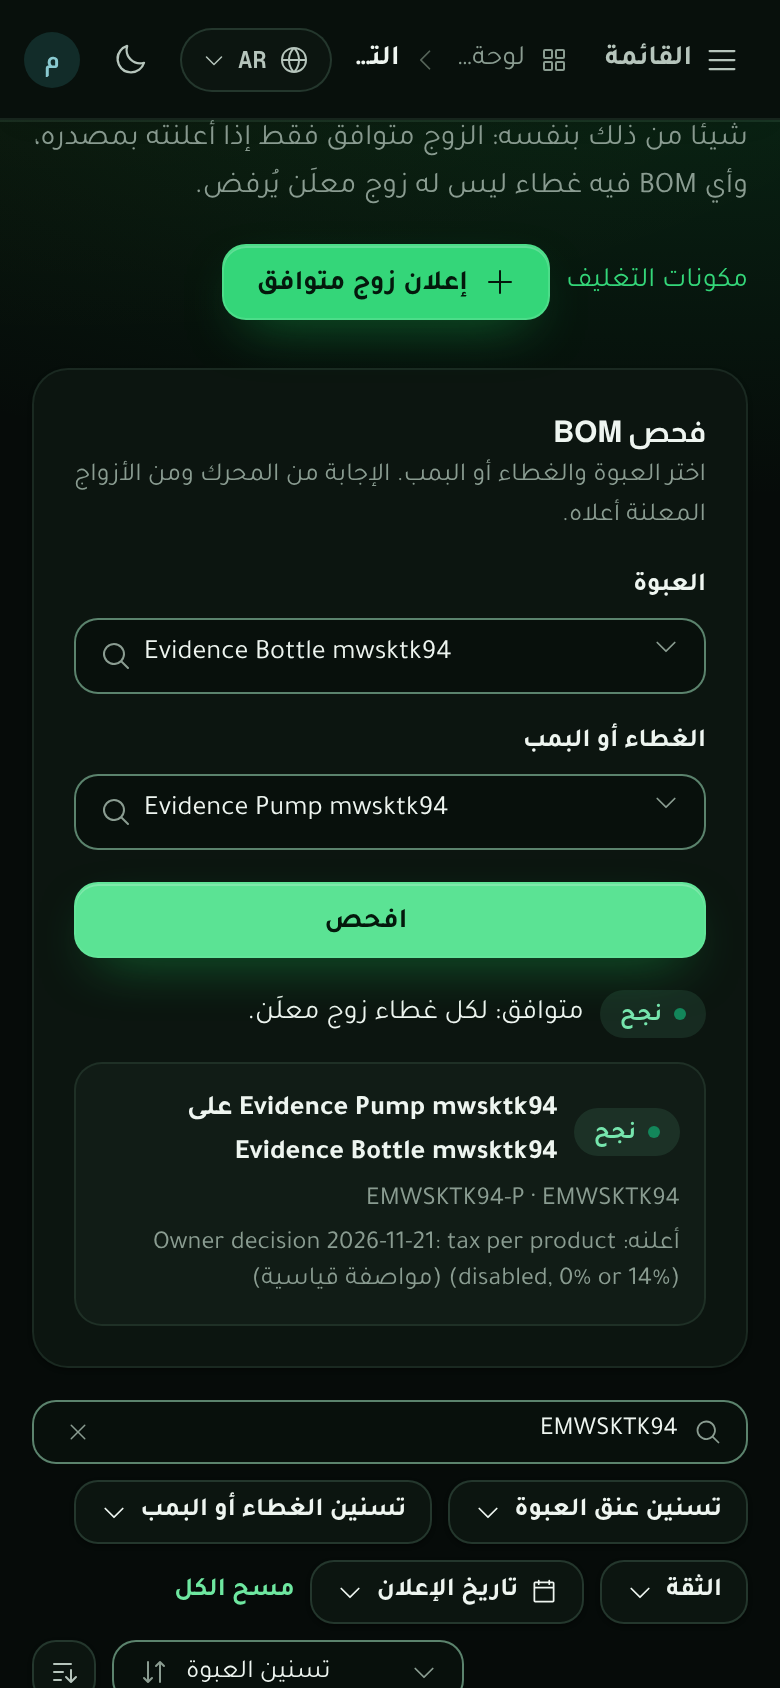 القائمة
لوحة...
الت...
AR
م
شيئًا من ذلك بنفسه: الزوج متوافق فقط إذا أعلنته بمصدره،
وأي BOM فيه غطاء ليس له زوج معلَن يُرفض.
مكونات التغليف
إعلان زوج متوافق
فحص BOM
اختر العبوة والغطاء أو البمب. الإجابة من المحرك ومن الأزواج
المعلنة أعلاه.
العبوة
Evidence Bottle mwsktk94
الغطاء أو البمب
Evidence Pump mwsktk94
افحص
نجح
متوافق: لكل غطاء زوج معلَن.
نجح
Evidence Pump mwsktk94 على
Evidence Bottle mwsktk94
EMWSKTK94-P · EMWSKTK94
أعلنه: Owner decision 2026-11-21: tax per product
(disabled, 0% or 14%) (مواصفة قياسية)
EMWSKTK94
تسنين عنق العبوة
تسنين الغطاء أو البمب
الثقة
تاريخ الإعلان
مسح الكل
تسنين العبوة